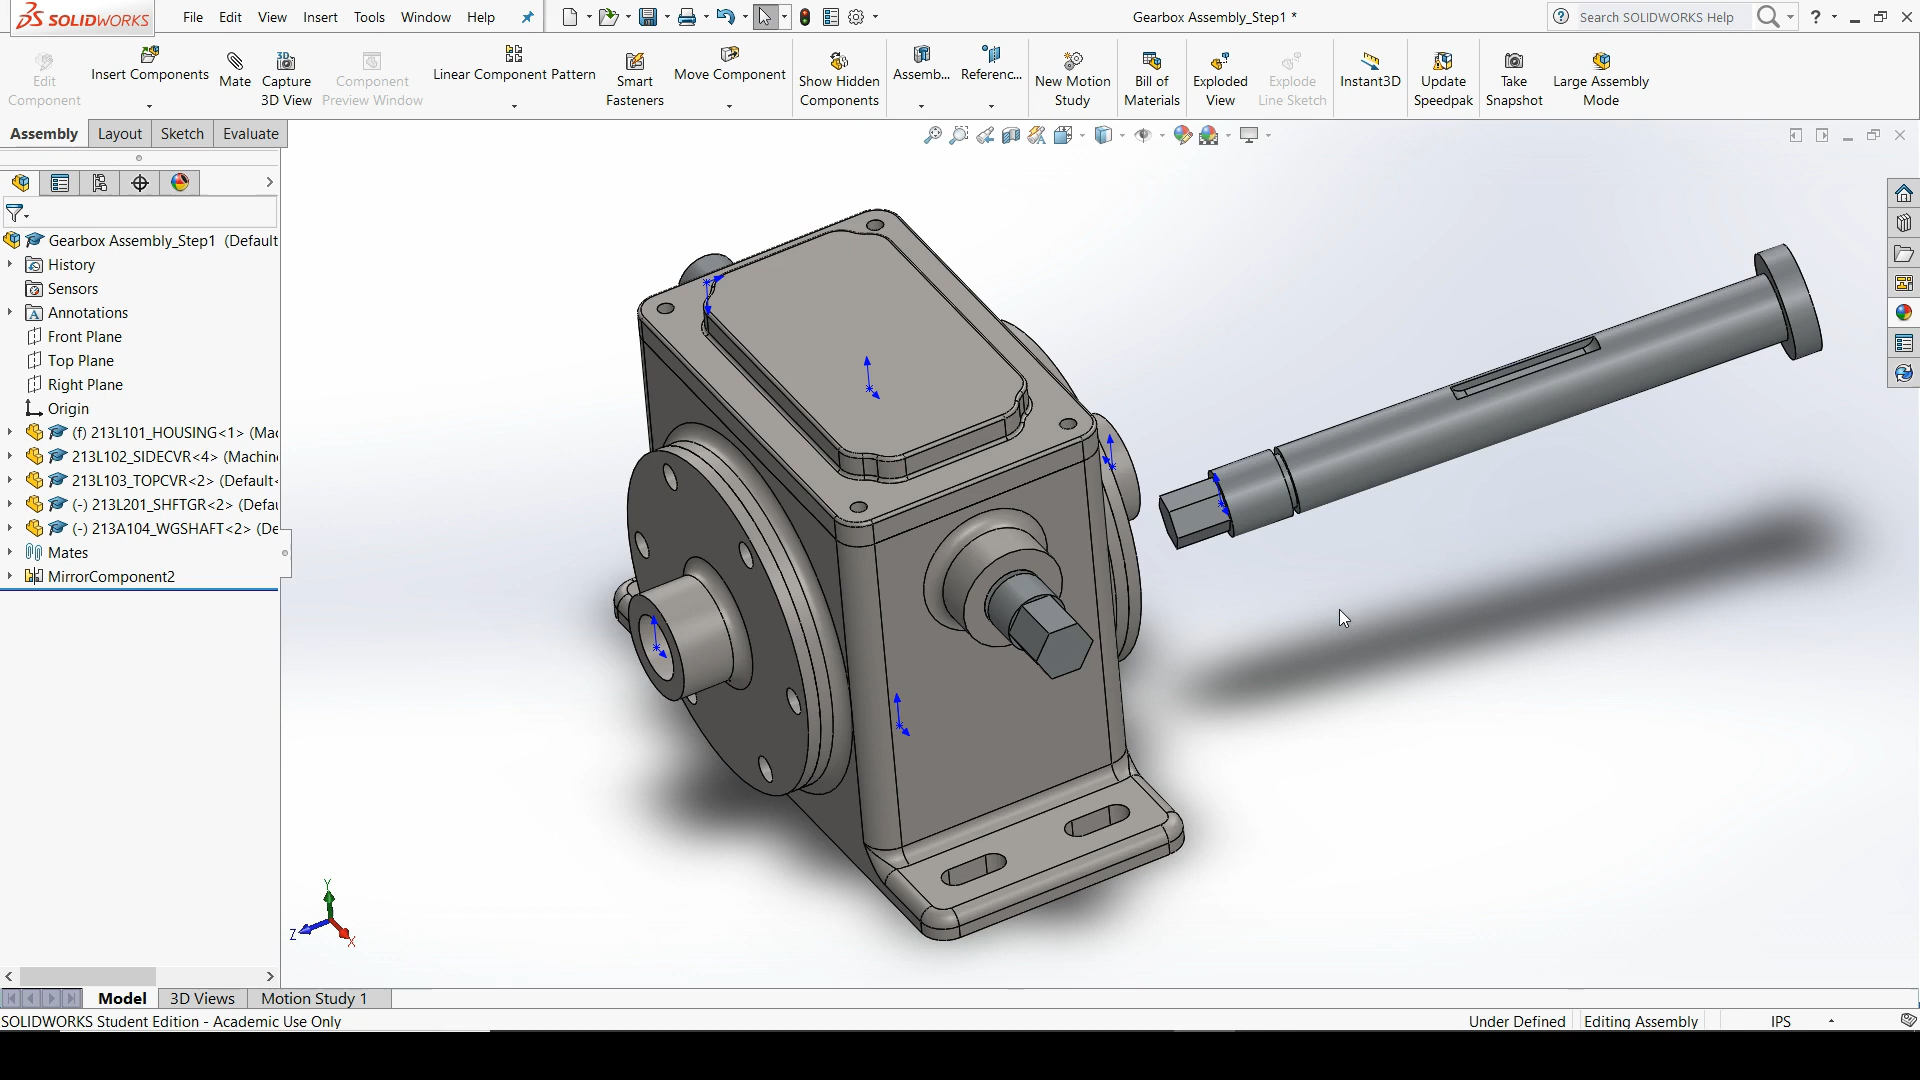 SOLIDWORKS
File Edit View Insert Tools Window Help
Gearbox Assembly_Step1 *
Search SOLIDWORKS Help
Edit Component
Insert Components
Mate
Capture 3D View
Component Preview Window
Linear Component Pattern
Smart Fasteners
Move Component
Show Hidden Components
Assemb...
Referenc...
New Motion Study
Bill of Materials
Exploded View
Explode Line Sketch
Instant3D
Update Speedpak
Take Snapshot
Large Assembly Mode
Assembly Layout Sketch Evaluate
Gearbox Assembly_Step1 (Default
History
Sensors
Annotations
Front Plane
Top Plane
Right Plane
Origin
(f) 213L101_HOUSING<1> (Mac
213L102_SIDECVR<4> (Machin
213L103_TOPCVR<2> (Default<
(-) 213L201_SHFTGR<2> (Defau
(-) 213A104_WGSHAFT<2> (De
Mates
MirrorComponent2
Y
Z
X
Model 3D Views Motion Study 1
SOLIDWORKS Student Edition - Academic Use Only
Under Defined Editing Assembly IPS